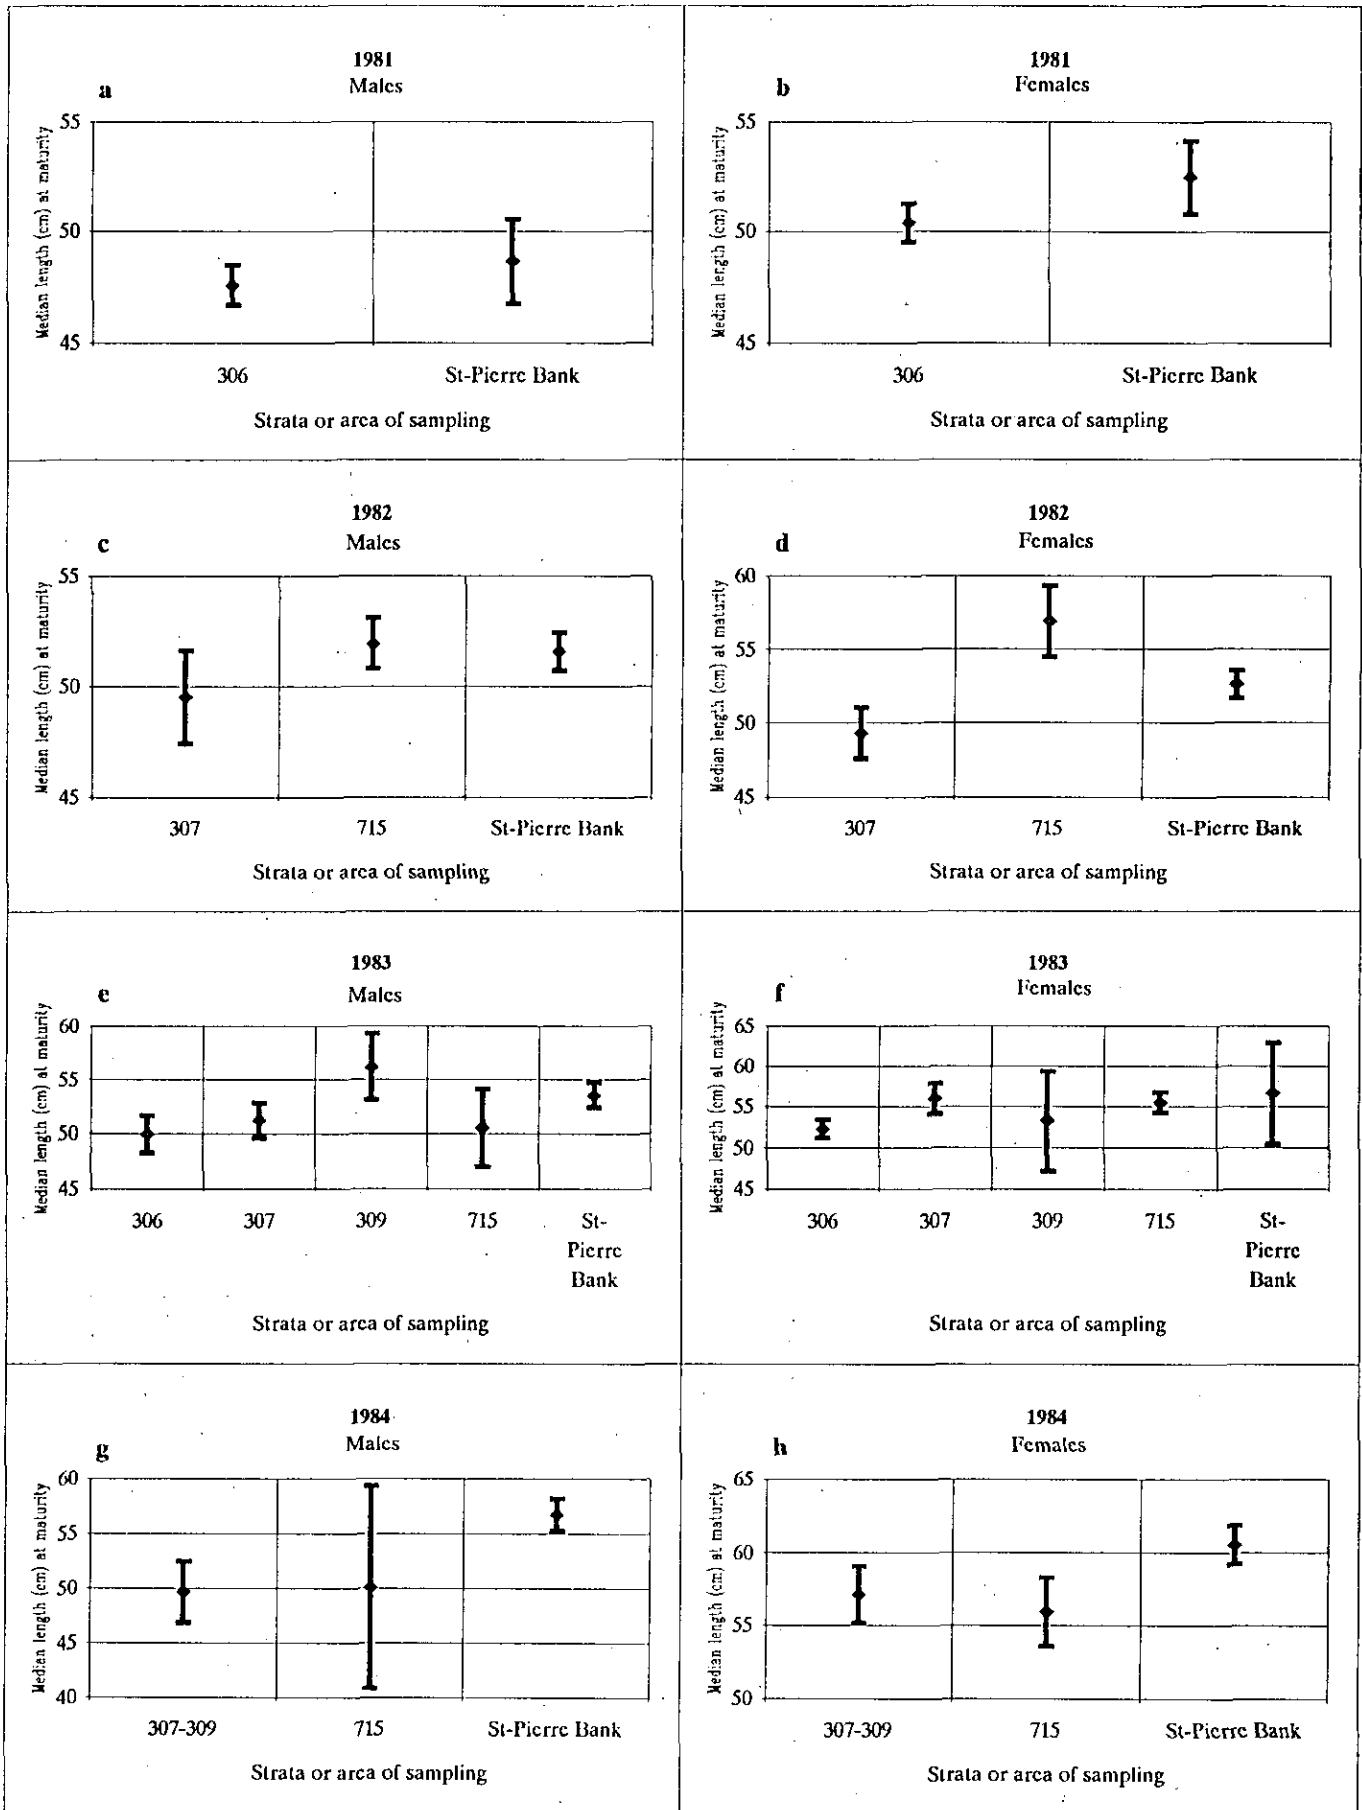 1981
Males
a
Median length (cm) at maturity
55
50
45
306 St-Pierre Bank
Strata or area of sampling
1981
Females
b
Median length (cm) at maturity
55
50
45
306 St-Pierre Bank
Strata or area of sampling
1982
Males
c
Median length (cm) at maturity
55
50
45
307 715 St-Pierre Bank
Strata or area of sampling
1982
Females
d
Median length (cm) at maturity
60
55
50
45
307 715 St-Pierre Bank
Strata or area of sampling
1983
Males
e
Median length (cm) at maturity
60
55
50
45
306 307 309 715 St-
Pierre
Bank
Strata or area of sampling
1983
Females
f
Median length (cm) at maturity
65
60
55
50
45
306 307 309 715 St-
Pierre
Bank
Strata or area of sampling
1984
Males
g
Median length (cm) at maturity
60
55
50
45
40
307-309 715 St-Pierre Bank
Strata or area of sampling
1984
Females
h
Median length (cm) at maturity
65
60
55
50
307-309 715 St-Pierre Bank
Strata or area of sampling